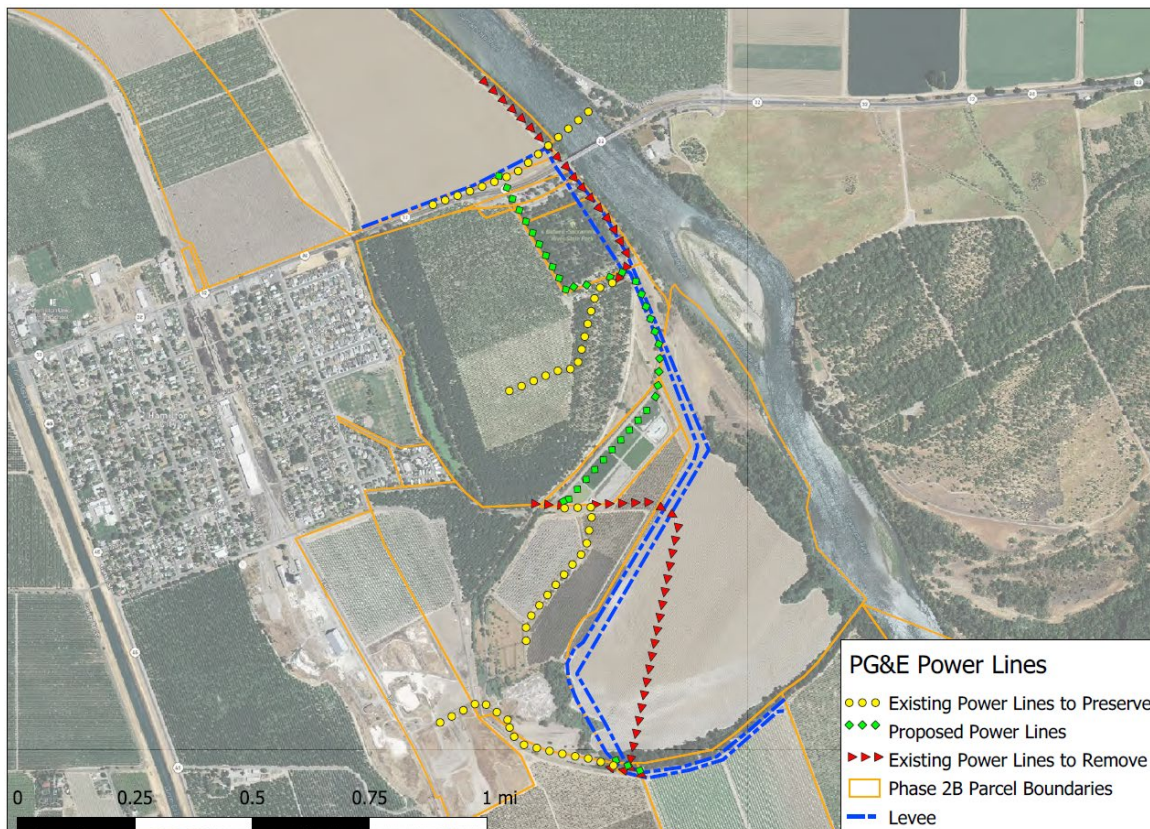 Hamilton
PG&E Power Lines
Existing Power Lines to Preserve
Proposed Power Lines
Existing Power Lines to Remove
Phase 2B Parcel Boundaries
Levee
0 0.25 0.5 0.75 1 mi